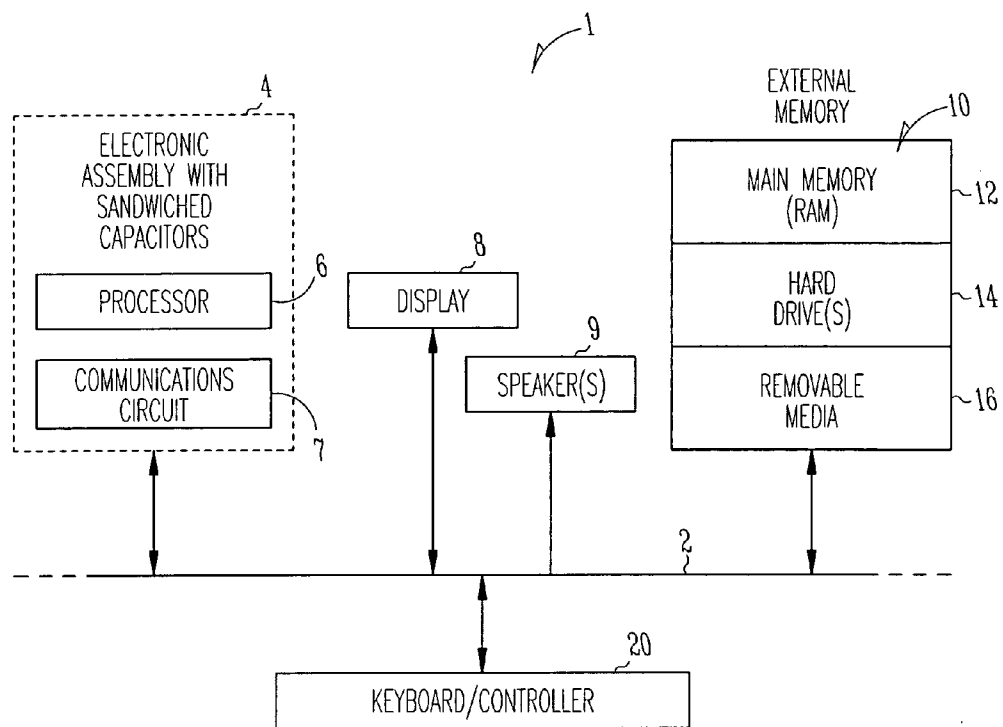 1
4
ELECTRONIC
ASSEMBLY WITH
SANDWICHED
CAPACITORS
6
PROCESSOR
COMMUNICATIONS
CIRCUIT
7
8
DISPLAY
9
SPEAKER(S)
EXTERNAL
MEMORY
10
MAIN MEMORY
(RAM)
12
HARD
DRIVE(S)
14
REMOVABLE
MEDIA
16
2
20
KEYBOARD/CONTROLLER